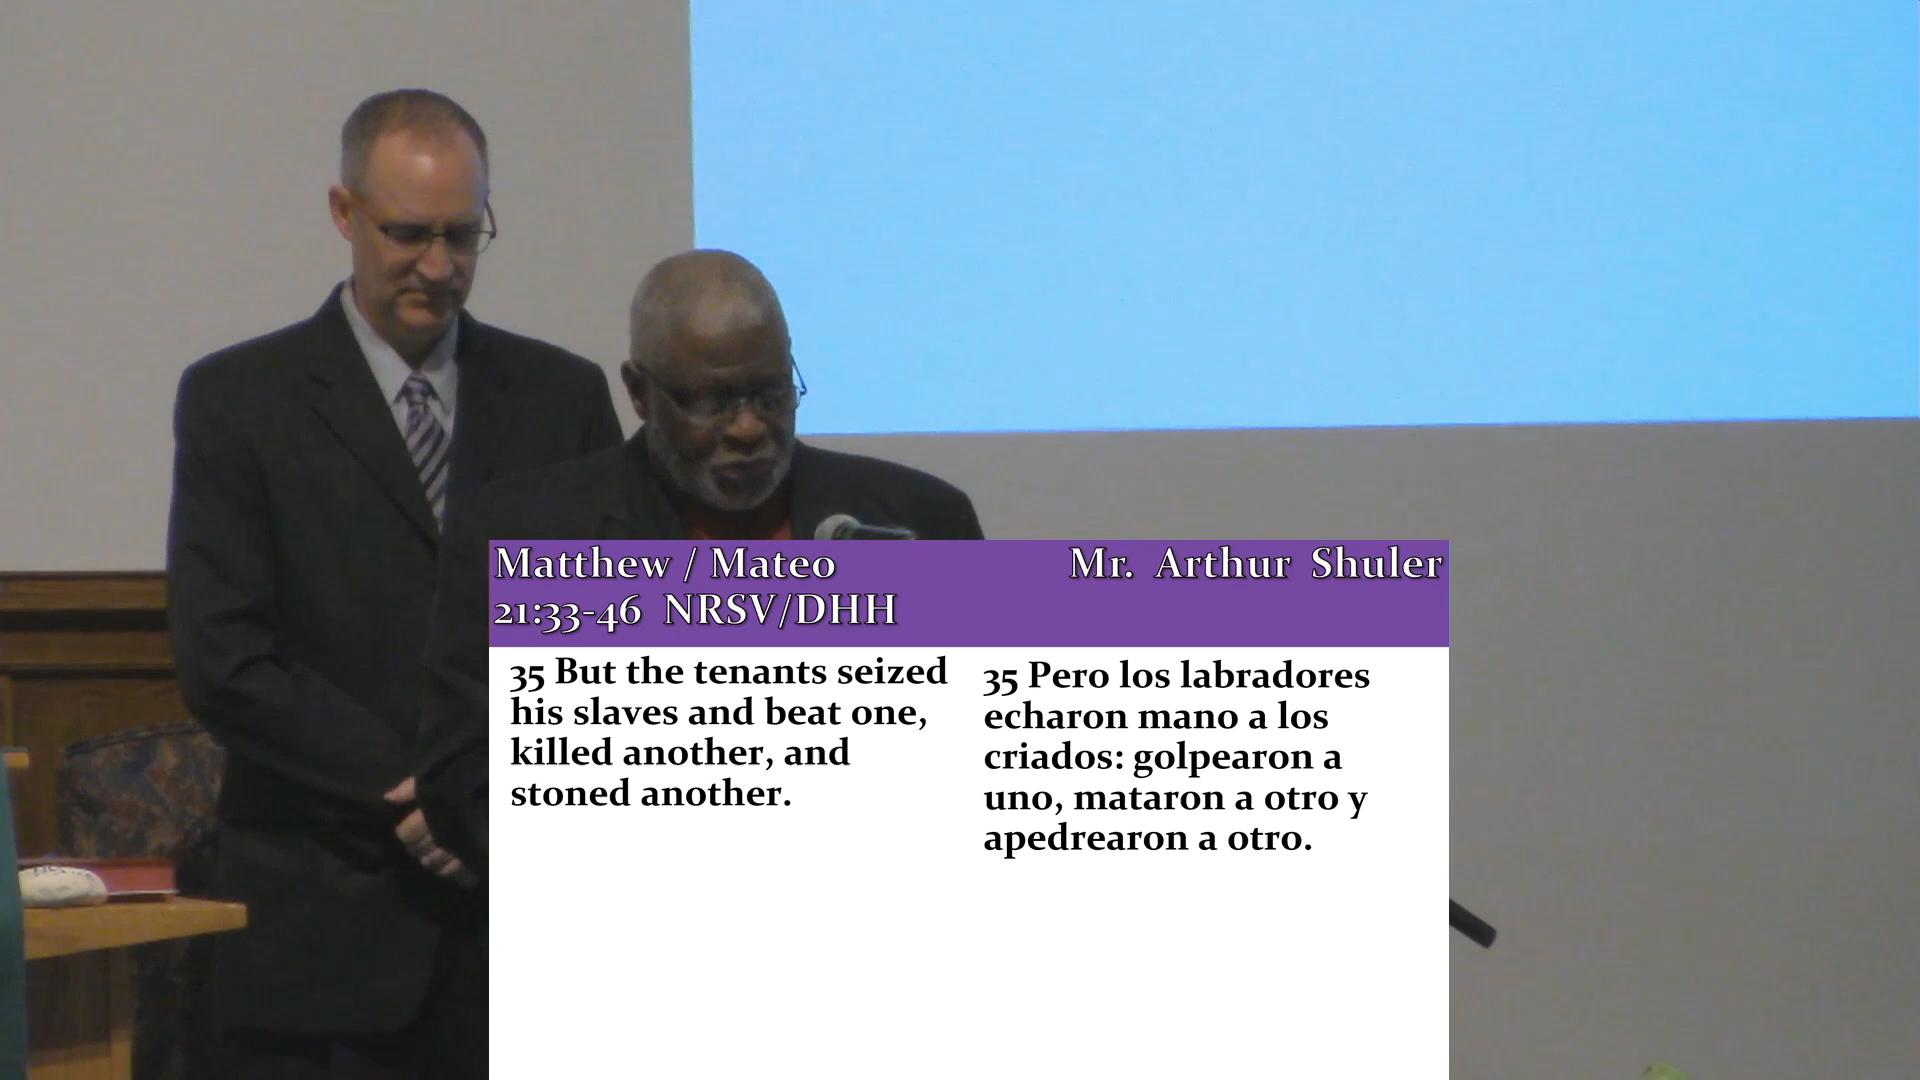 Matthew / Mateo
Mr. Arthur Shuler
21:33-46 NRSV/DHH
35 But the tenants seized
his slaves and beat one,
killed another, and
stoned another.
35 Pero los labradores
echaron mano a los
criados: golpearon a
uno, mataron a otro y
apedrearon a otro.